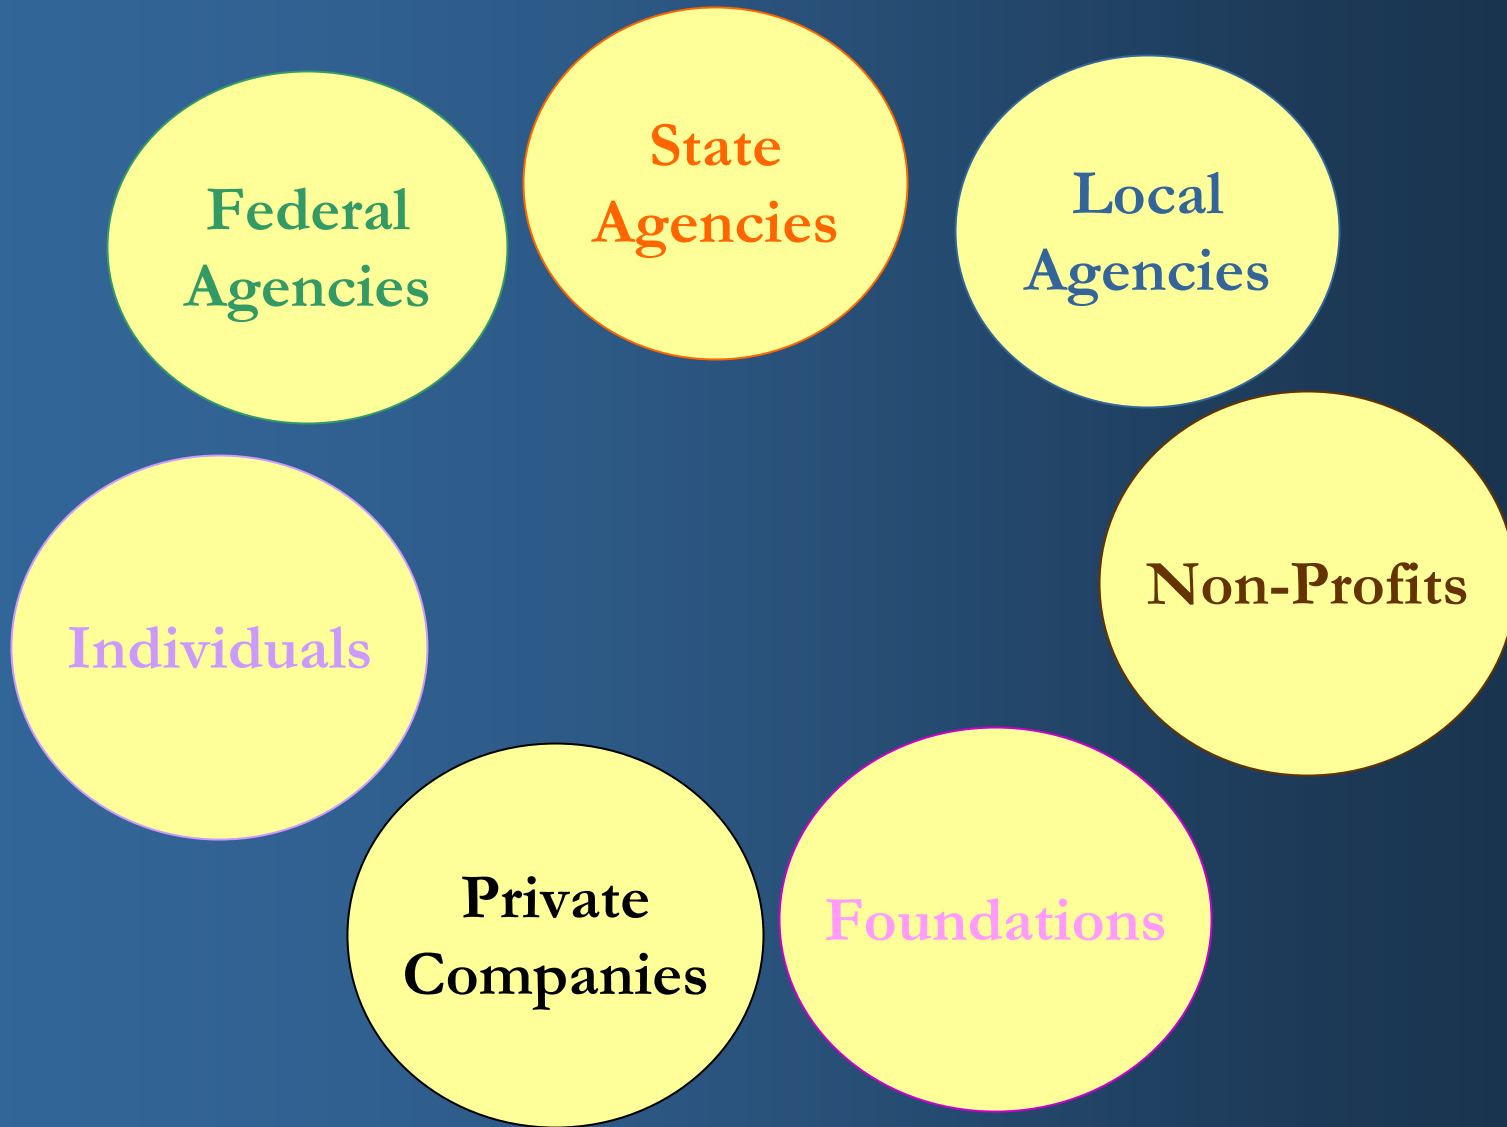 State
Agencies
Federal
Agencies
Local
Agencies
Non-Profits
Individuals
Private
Companies
Foundations